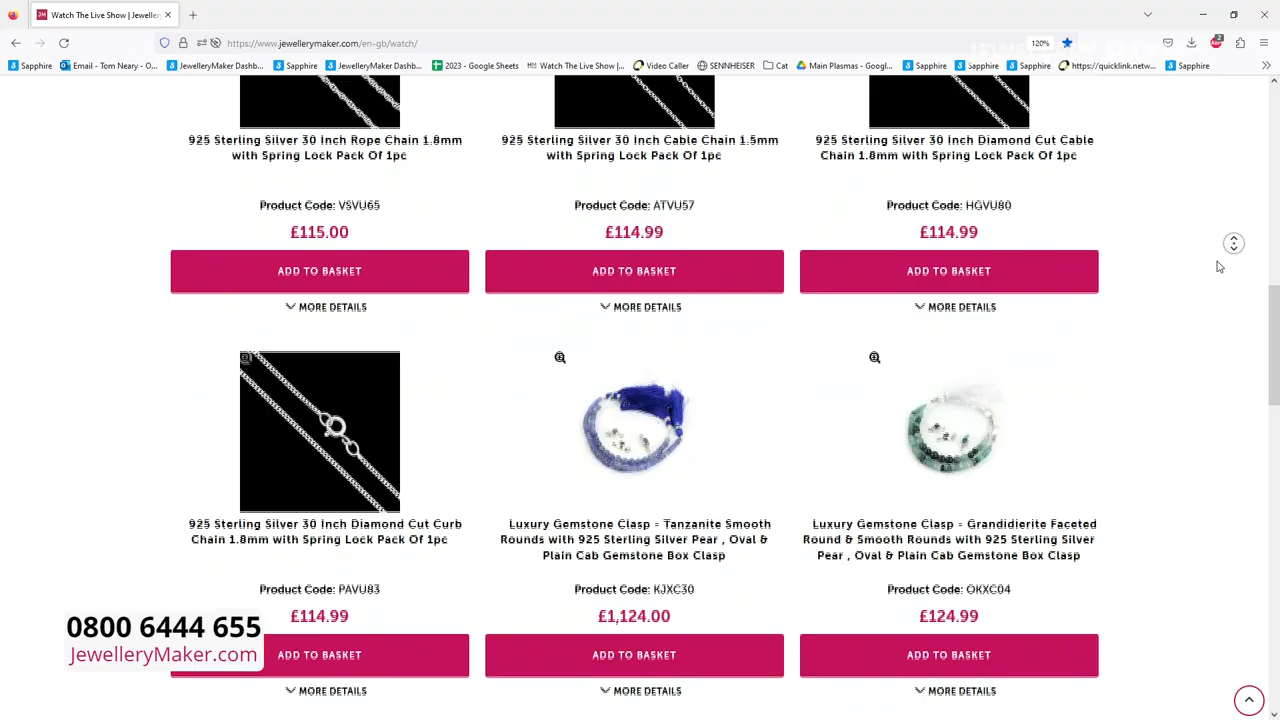 Watch The Live Show | Jeweller
https://www.jewellerymaker.com/en-gb/watch/
120%
2
Sapphire
Email - Tom Neary - O...
JewelleryMaker Dashb...
Sapphire
JewelleryMaker Dashb...
2023 - Google Sheets
Watch The Live Show |...
Video Caller
SENNHEISER
Cat
Main Plasmas - Googl...
Sapphire
Sapphire
Sapphire
https://quicklink.netw...
Sapphire
925 Sterling Silver 30 Inch Rope Chain 1.8mm
with Spring Lock Pack Of 1pc
Product Code: VSVU65
£115.00
ADD TO BASKET
MORE DETAILS
925 Sterling Silver 30 Inch Cable Chain 1.5mm
with Spring Lock Pack Of 1pc
Product Code: ATVU57
£114.99
ADD TO BASKET
MORE DETAILS
925 Sterling Silver 30 Inch Diamond Cut Cable
Chain 1.8mm with Spring Lock Pack Of 1pc
Product Code: HGVU80
£114.99
ADD TO BASKET
MORE DETAILS
925 Sterling Silver 30 Inch Diamond Cut Curb
Chain 1.8mm with Spring Lock Pack Of 1pc
Product Code: PAVU83
£114.99
ADD TO BASKET
MORE DETAILS
Luxury Gemstone Clasp - Tanzanite Smooth
Rounds with 925 Sterling Silver Pear , Oval &
Plain Cab Gemstone Box Clasp
Product Code: KJXC30
£1,124.00
ADD TO BASKET
MORE DETAILS
Luxury Gemstone Clasp - Grandidierite Faceted
Round & Smooth Rounds with 925 Sterling Silver
Pear , Oval & Plain Cab Gemstone Box Clasp
Product Code: OKXC04
£124.99
ADD TO BASKET
MORE DETAILS
0800 6444 655
JewelleryMaker.com